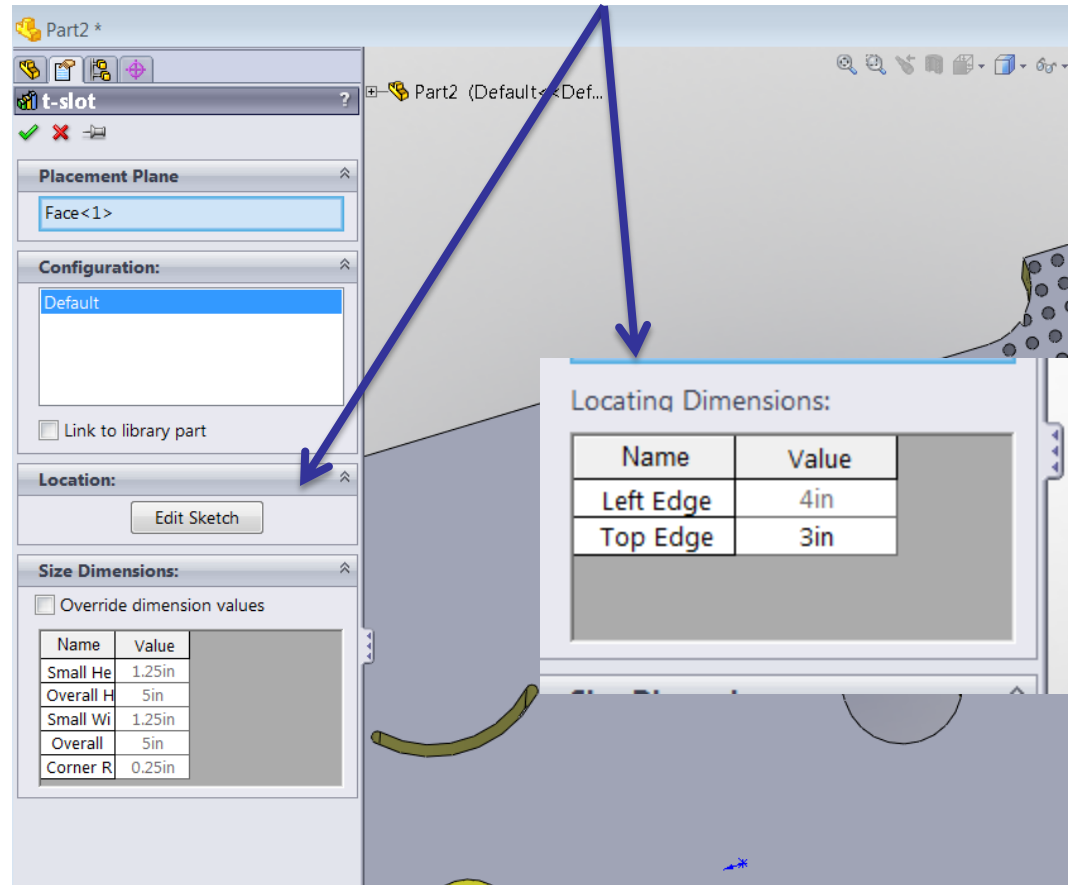 Part2 *
t-slot ?
Part2 (Default<<Def...
Placement Plane
Face<1>
Configuration:
Default
Link to library part
Location:
Edit Sketch
Size Dimensions:
Override dimension values
Name Value
Small He 1.25in
Overall H 5in
Small Wi 1.25in
Overall 5in
Corner R 0.25in
Locating Dimensions:
Name Value
Left Edge 4in
Top Edge 3in